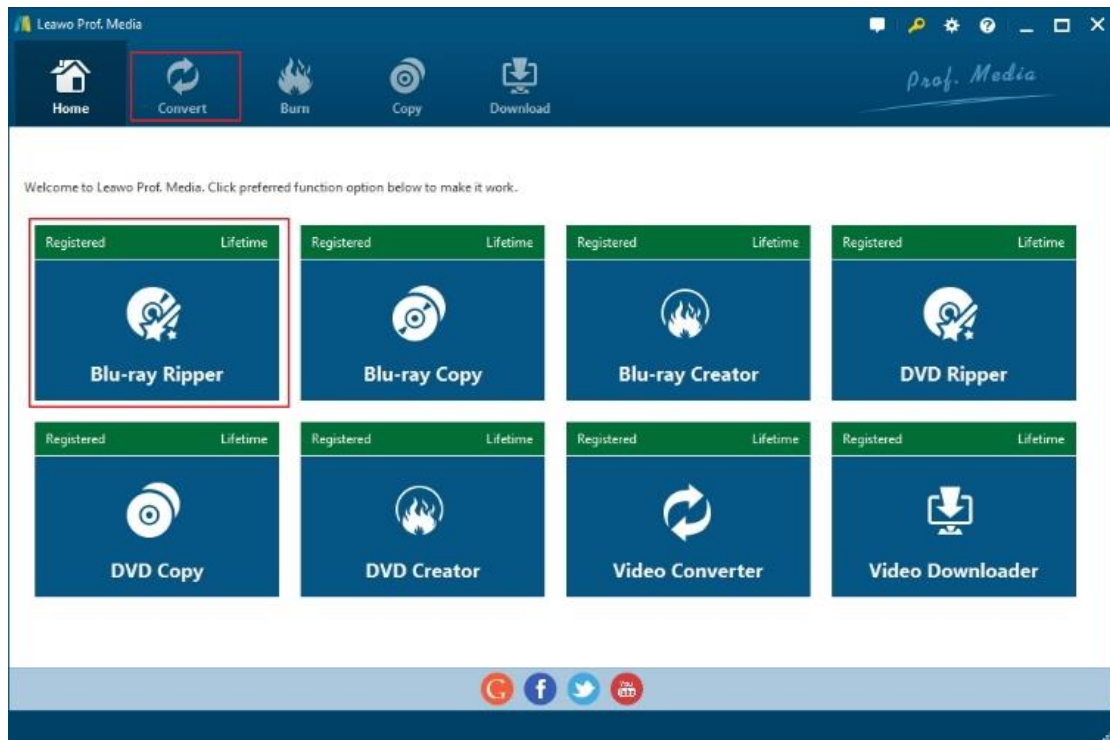 Leawo Prof. Media
Home
Convert
Burn
Copy
Download
Prof. Media
Welcome to Leawo Prof. Media. Click preferred function option below to make it work.
Registered Lifetime
Blu-ray Ripper
Registered Lifetime
Blu-ray Copy
Registered Lifetime
Blu-ray Creator
Registered Lifetime
DVD Ripper
Registered Lifetime
DVD Copy
Registered Lifetime
DVD Creator
Registered Lifetime
Video Converter
Registered Lifetime
Video Downloader
G
f
You
Tube